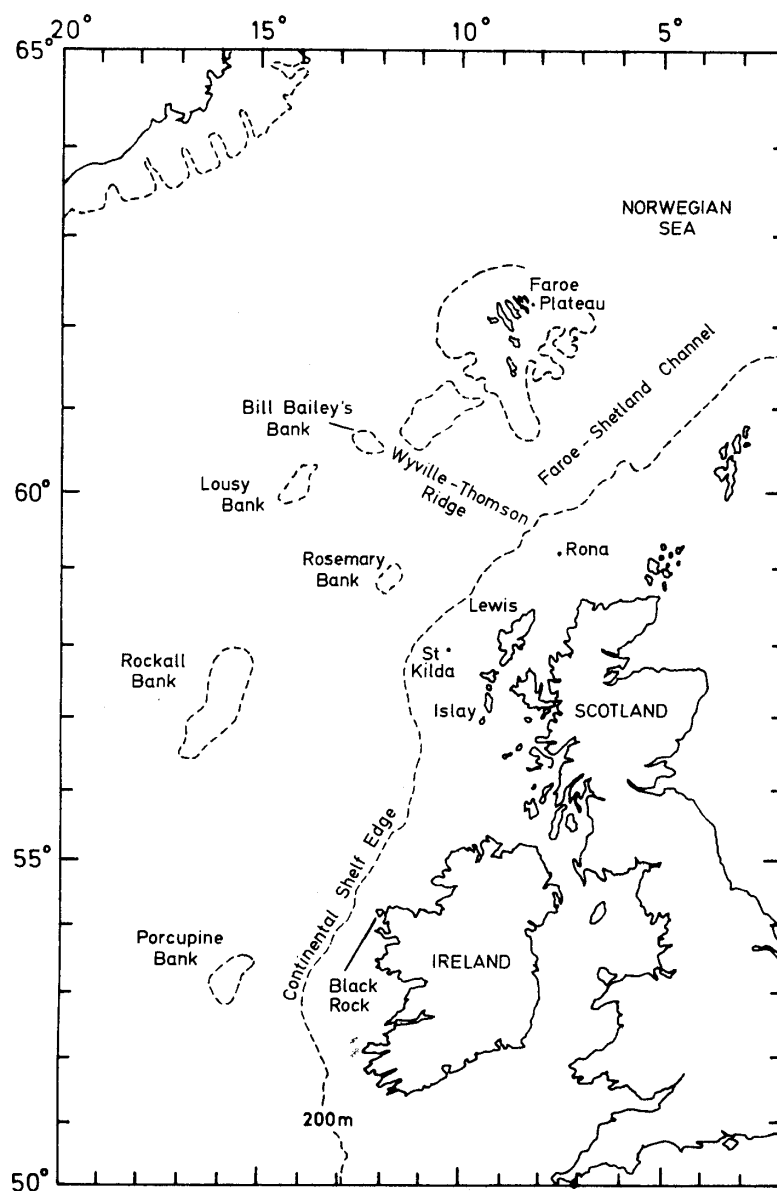 20°
15°
10°
5°
65°
NORWEGIAN
SEA
Faroe
Plateau
Faroe-Shetland Channel
Bill Bailey's
Bank
Wyville-Thomson
Ridge
60°
Lousy
Bank
Rona
Rosemary
Bank
Lewis
St
Kilda
Rockall
Bank
Islay
SCOTLAND
55°
Continental Shelf Edge
Porcupine
Bank
IRELAND
Black
Rock
200m
50°